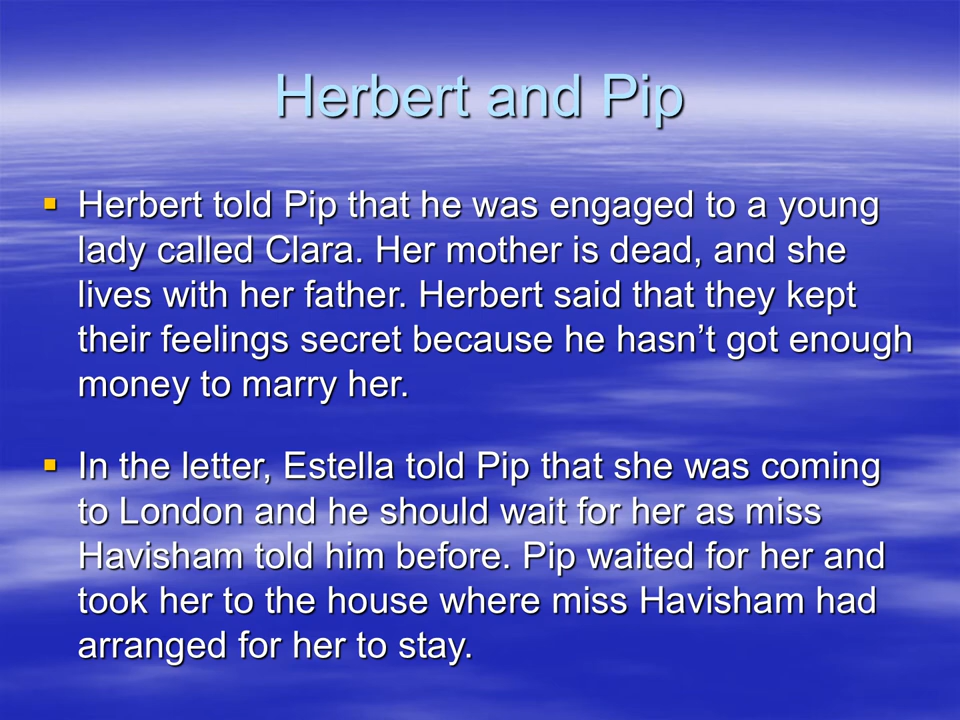 Herbert and Pip
Herbert told Pip that he was engaged to a young
lady called Clara. Her mother is dead, and she
lives with her father. Herbert said that they kept
their feelings secret because he hasn’t got enough
money to marry her.
In the letter, Estella told Pip that she was coming
to London and he should wait for her as miss
Havisham told him before. Pip waited for her and
took her to the house where miss Havisham had
arranged for her to stay.